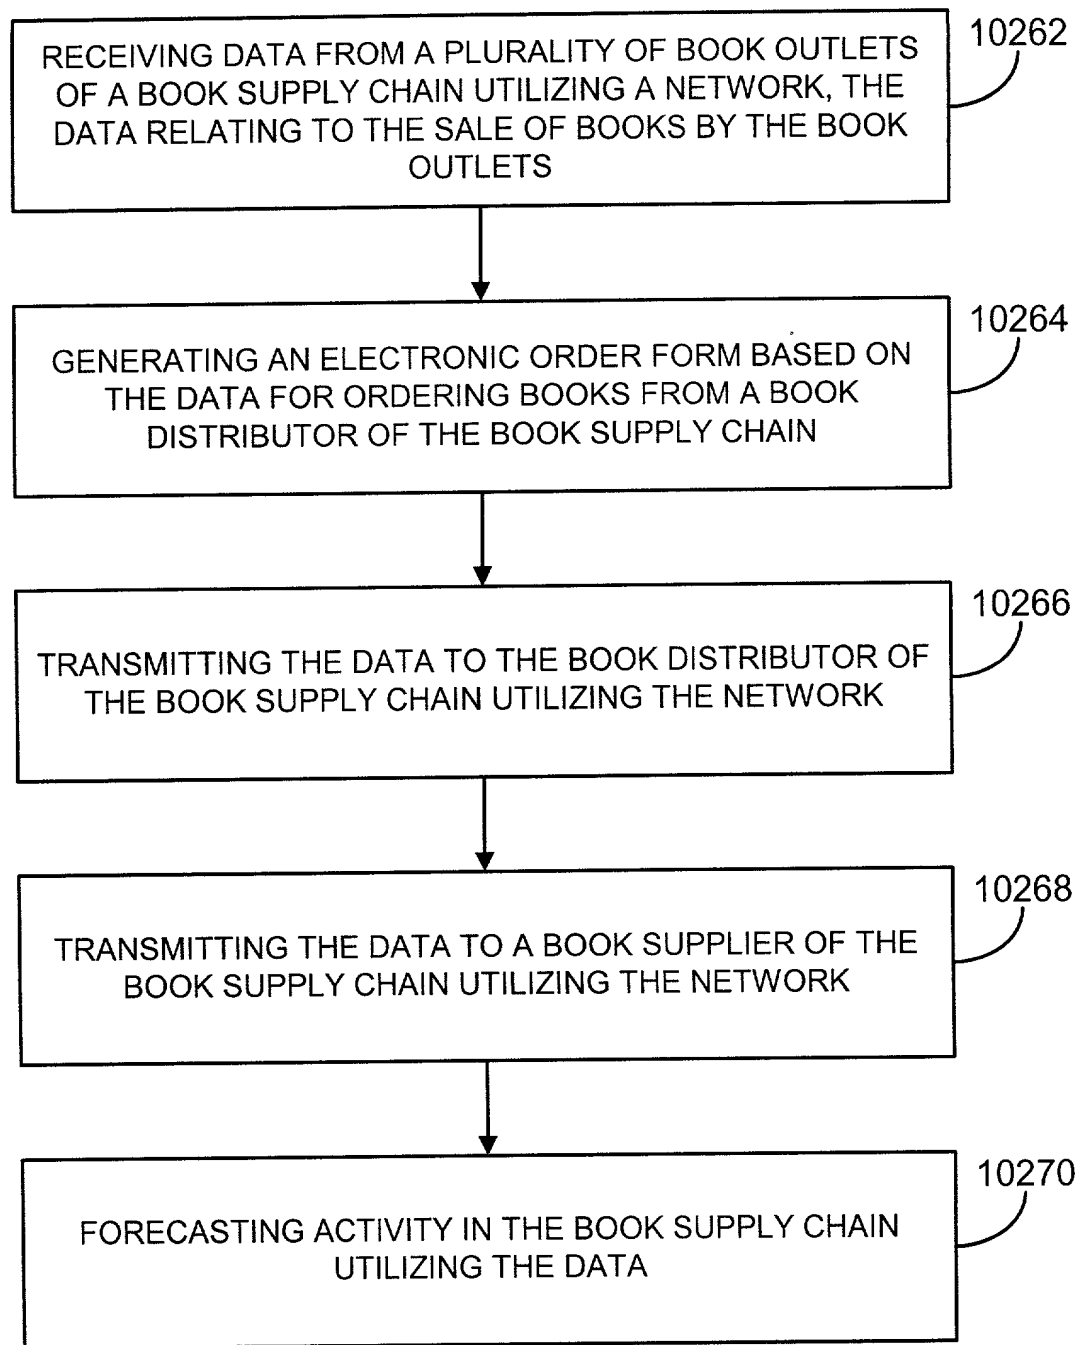 10262
RECEIVING DATA FROM A PLURALITY OF BOOK OUTLETS
OF A BOOK SUPPLY CHAIN UTILIZING A NETWORK, THE
DATA RELATING TO THE SALE OF BOOKS BY THE BOOK
OUTLETS
10264
GENERATING AN ELECTRONIC ORDER FORM BASED ON
THE DATA FOR ORDERING BOOKS FROM A BOOK
DISTRIBUTOR OF THE BOOK SUPPLY CHAIN
10266
TRANSMITTING THE DATA TO THE BOOK DISTRIBUTOR OF
THE BOOK SUPPLY CHAIN UTILIZING THE NETWORK
10268
TRANSMITTING THE DATA TO A BOOK SUPPLIER OF THE
BOOK SUPPLY CHAIN UTILIZING THE NETWORK
10270
FORECASTING ACTIVITY IN THE BOOK SUPPLY CHAIN
UTILIZING THE DATA